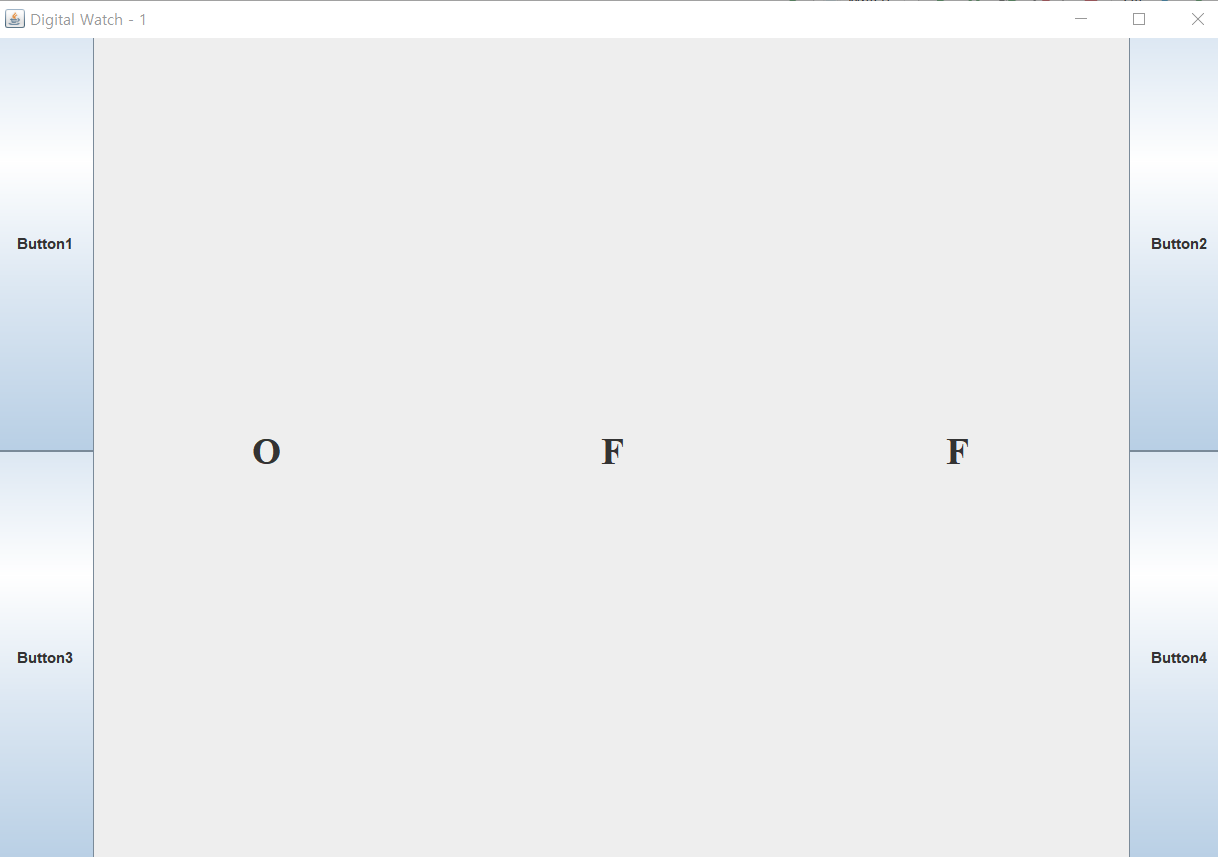 Digital Watch - 1
Button1
Button2
O F F
Button3
Button4